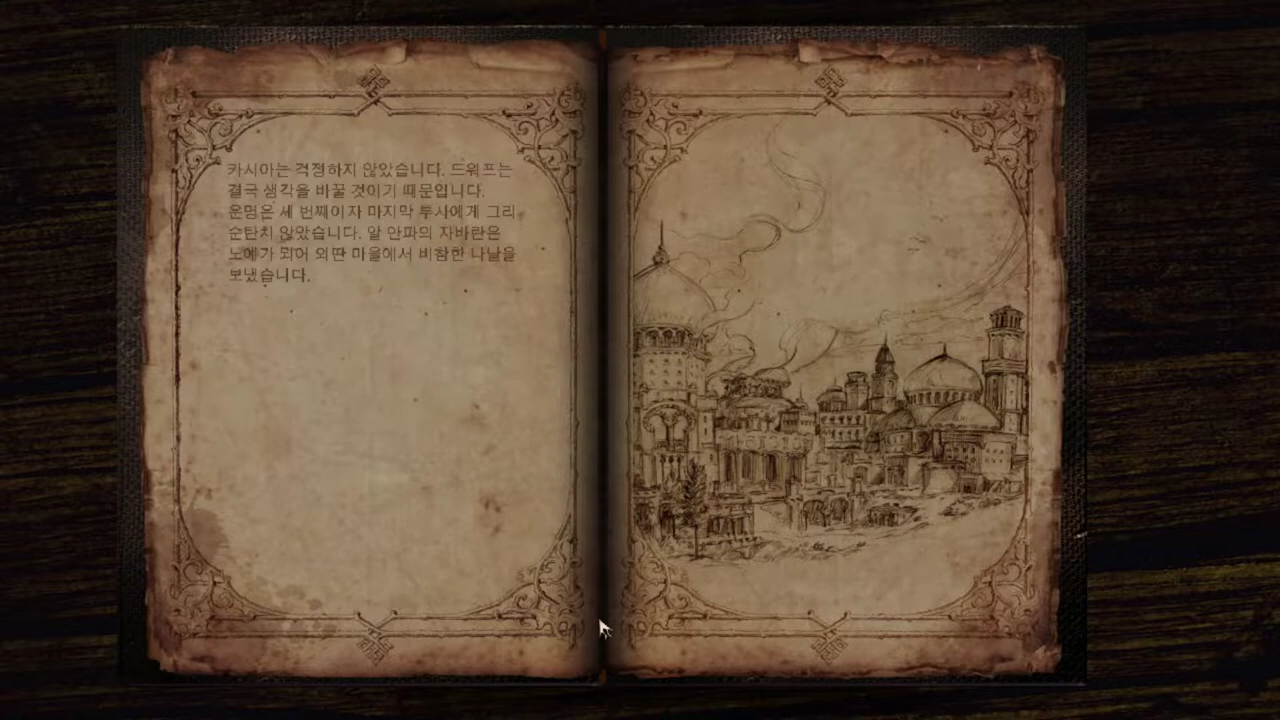 카시아는 걱정하지 않았습니다. 드워프는
결국 생각을 바꿀 것이기 때문입니다.
운명은 세 번째이자 마지막 투사에게 그리
순탄치 않았습니다. 알 안파의 자바란은
노예가 되어 외딴 마을에서 비참한 나날을
보냈습니다.